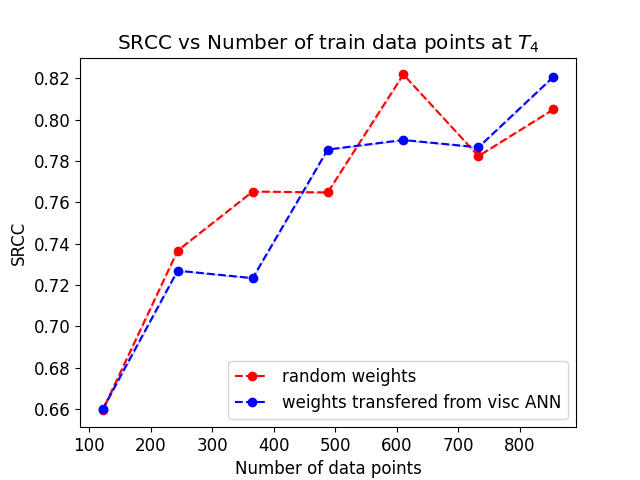 SRCC vs Number of train data points at T₄
SRCC
0.82
0.80
0.78
0.76
0.74
0.72
0.70
0.68
0.66
random weights
weights transfered from visc ANN
100 200 300 400 500 600 700 800
Number of data points